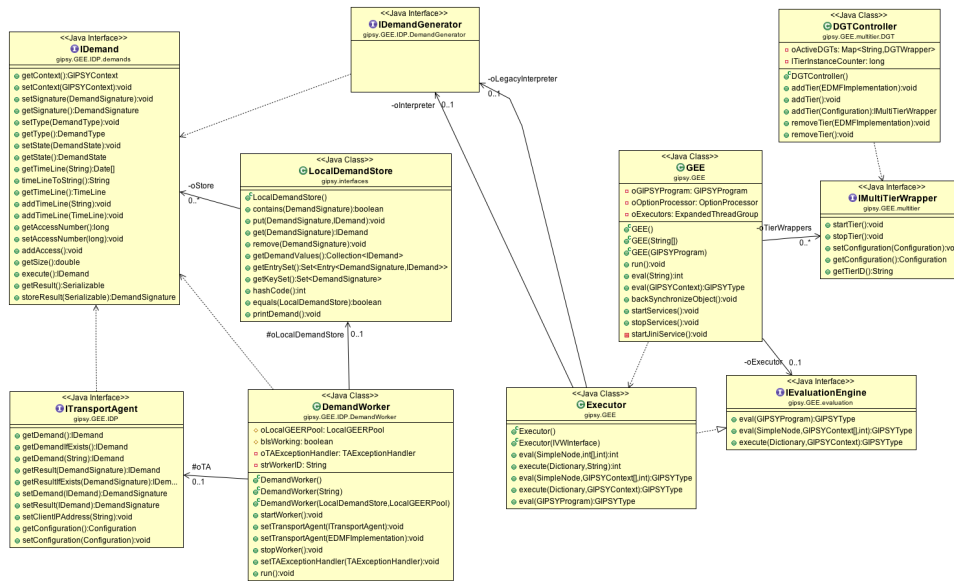 <<Java Interface>>
IDemand
gipsy.GEE.IDP.demands
getContext():GIPSYContext
setContext(GIPSYContext):void
setSignature(DemandSignature):void
getSignature():DemandSignature
setType(DemandType):void
getType():DemandType
setState(DemandState):void
getState():DemandState
getTimeLine(String):Date[]
timeLineToString():String
getTimeLine():TimeLine
addTimeLine(String):void
addTimeLine(TimeLine):void
getAccessNumber():long
setAccessNumber(long):void
addAccess():void
getSize():double
execute():IDemand
getResult():Serializable
storeResult(Serializable):DemandSignature
<<Java Interface>>
IDemandGenerator
gipsy.GEE.IDP.DemandGenerator
-oLegacyInterpreter
0..1
-oInterpreter
0..1
<<Java Class>>
DGTController
gipsy.GEE.multitier.DGT
oActiveDGTs: Map<String,DGTWrapper>
lTierInstanceCounter: long
DGTController()
addTier(EDMFImplementation):void
addTier():void
addTier(Configuration):IMultiTierWrapper
removeTier(EDMFImplementation):void
removeTier():void
<<Java Class>>
LocalDemandStore
gipsy.interfaces
LocalDemandStore()
contains(DemandSignature):boolean
put(DemandSignature,IDemand):void
get(DemandSignature):IDemand
remove(DemandSignature):void
getDemandValues():Collection<IDemand>
getEntrySet():Set<Entry<DemandSignature,IDemand>>
getKeySet():Set<DemandSignature>
hashCode():int
equals(LocalDemandStore):boolean
printDemand():void
-oStore
0..*
#oLocalDemandStore
0..1
<<Java Class>>
GEE
gipsy.GEE
oGIPSYProgram: GIPSYProgram
oOptionProcessor: OptionProcessor
oExecutors: ExpandedThreadGroup
GEE()
GEE(String[])
GEE(GIPSYProgram)
run():void
eval(String):int
eval(GIPSYContext):GIPSYType
backSynchronizeObject():void
startServices():void
stopServices():void
startJiniService():void
-oTierWrappers
0..*
<<Java Interface>>
IMultiTierWrapper
gipsy.GEE.multitier
startTier():void
stopTier():void
setConfiguration(Configuration):vo
getConfiguration():Configuration
getTierID():String
-oExecutor
0..1
<<Java Interface>>
ITransportAgent
gipsy.GEE.IDP
getDemand():IDemand
getDemandIfExists():IDemand
getDemand(String):IDemand
getResult(DemandSignature):IDemand
getResultIfExists(DemandSignature):IDem...
setDemand(IDemand):DemandSignature
setResult(IDemand):DemandSignature
setClientIPAddress(String):void
getConfiguration():Configuration
setConfiguration(Configuration):void
#oTA
0..1
<<Java Class>>
DemandWorker
gipsy.GEE.IDP.DemandWorker
oLocalGEERPool: LocalGEERPool
bIsWorking: boolean
oTAExceptionHandler: TAExceptionHandler
strWorkerID: String
DemandWorker()
DemandWorker(String)
DemandWorker(LocalDemandStore,LocalGEERPool)
startWorker():void
setTransportAgent(ITransportAgent):void
setTransportAgent(EDMFImplementation):void
stopWorker():void
setTAExceptionHandler(TAExceptionHandler):void
run():void
<<Java Class>>
Executor
gipsy.GEE
Executor()
Executor(IVWInterface)
eval(SimpleNode,int[],int):int
execute(Dictionary,String):int
eval(SimpleNode,GIPSYContext[],int):GIPSYType
execute(Dictionary,GIPSYContext):GIPSYType
eval(GIPSYProgram):GIPSYType
<<Java Interface>>
IEvaluationEngine
gipsy.GEE.evaluation
eval(GIPSYProgram):GIPSYType
eval(SimpleNode,GIPSYContext[],int):GIPSYType
execute(Dictionary,GIPSYContext):GIPSYType